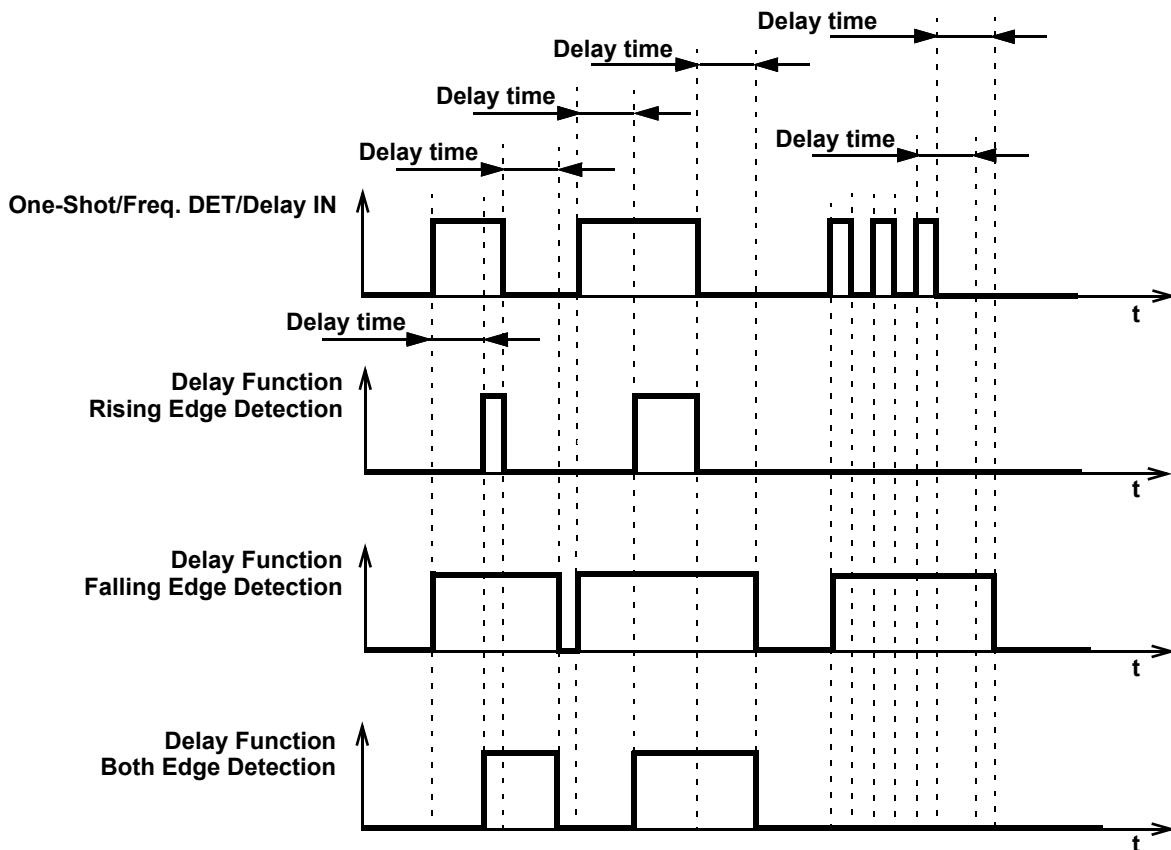 Delay time
Delay time
Delay time
Delay time
Delay time
One-Shot/Freq. DET/Delay IN
t
Delay time
Delay Function
Rising Edge Detection
t
Delay Function
Falling Edge Detection
t
Delay Function
Both Edge Detection
t